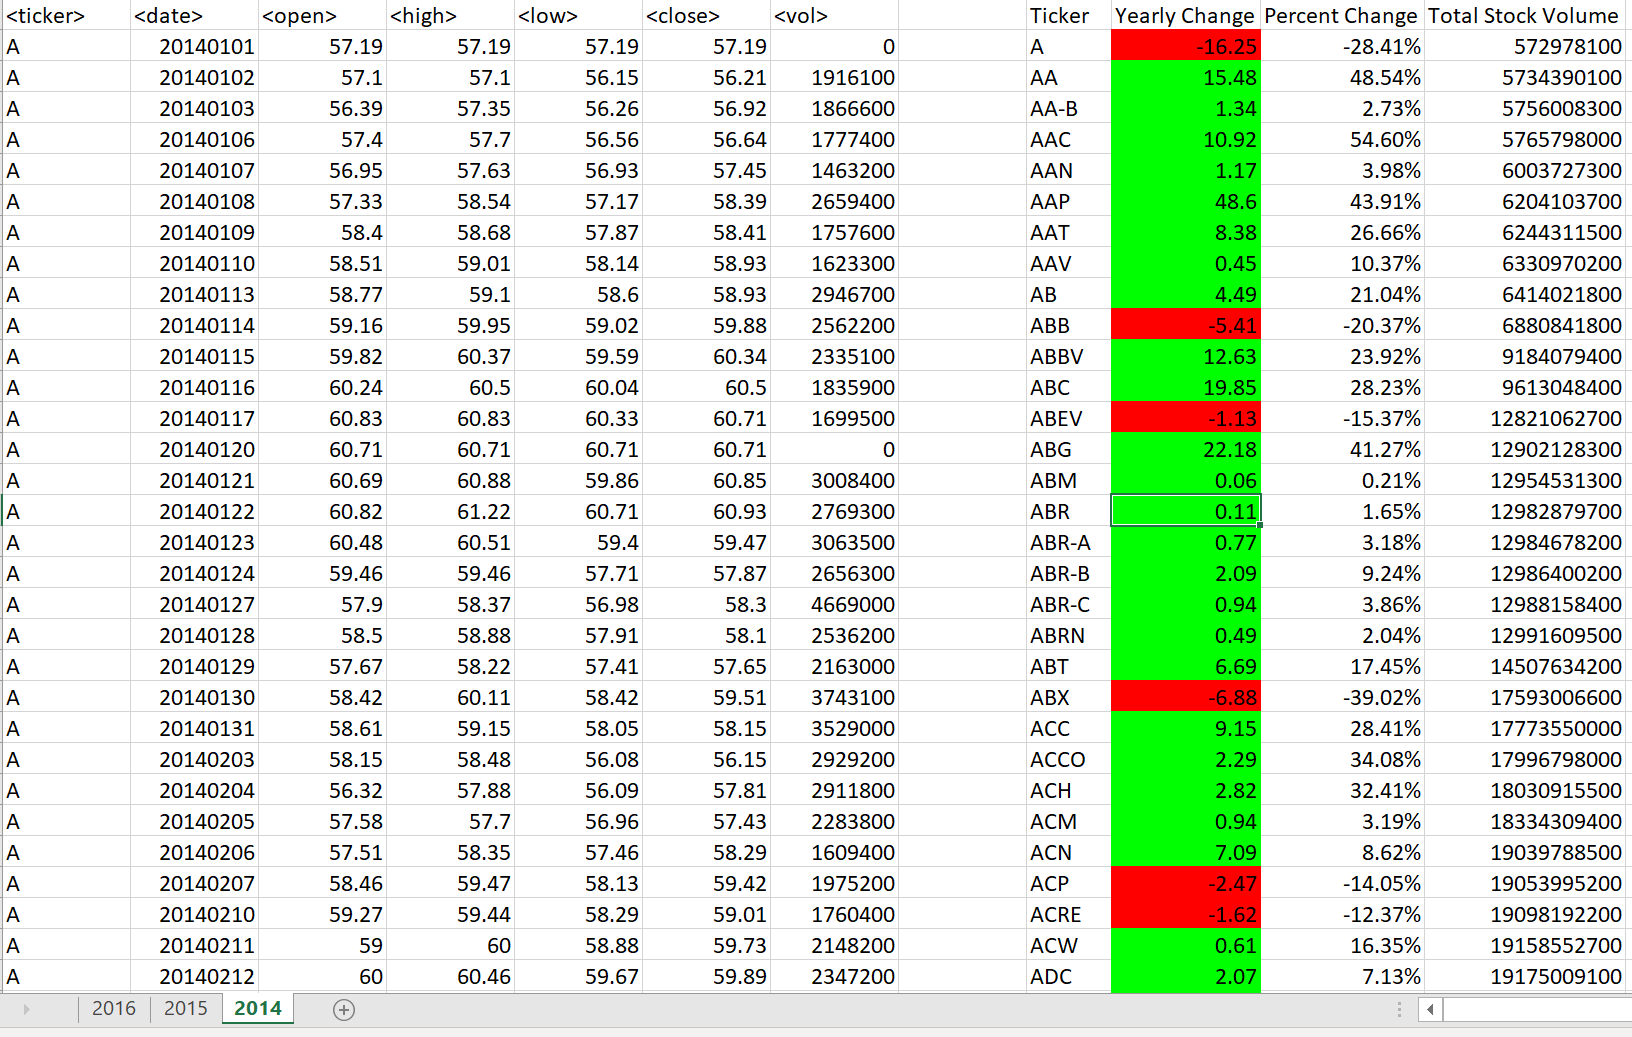 <ticker> <date> <open> <high> <low> <close> <vol> Ticker Yearly Change Percent Change Total Stock Volume
A 20140101 57.19 57.19 57.19 57.19 0 A -16.25 -28.41% 572978100
A 20140102 57.1 57.1 56.15 56.21 1916100 AA 15.48 48.54% 5734390100
A 20140103 56.39 57.35 56.26 56.92 1866600 AA-B 1.34 2.73% 5756008300
A 20140106 57.4 57.7 56.56 56.64 1777400 AAC 10.92 54.60% 5765798000
A 20140107 56.95 57.63 56.93 57.45 1463200 AAN 1.17 3.98% 6003727300
A 20140108 57.33 58.54 57.17 58.39 2659400 AAP 48.6 43.91% 6204103700
A 20140109 58.4 58.68 57.87 58.41 1757600 AAT 8.38 26.66% 6244311500
A 20140110 58.51 59.01 58.14 58.93 1623300 AAV 0.45 10.37% 6330970200
A 20140113 58.77 59.1 58.6 58.93 2946700 AB 4.49 21.04% 6414021800
A 20140114 59.16 59.95 59.02 59.88 2562200 ABB -5.41 -20.37% 6880841800
A 20140115 59.82 60.37 59.59 60.34 2335100 ABBV 12.63 23.92% 9184079400
A 20140116 60.24 60.5 60.04 60.5 1835900 ABC 19.85 28.23% 9613048400
A 20140117 60.83 60.83 60.33 60.71 1699500 ABEV -1.13 -15.37% 12821062700
A 20140120 60.71 60.71 60.71 60.71 0 ABG 22.18 41.27% 12902128300
A 20140121 60.69 60.88 59.86 60.85 3008400 ABM 0.06 0.21% 12954531300
A 20140122 60.82 61.22 60.71 60.93 2769300 ABR 0.11 1.65% 12982879700
A 20140123 60.48 60.51 59.4 59.47 3063500 ABR-A 0.77 3.18% 12984678200
A 20140124 59.46 59.46 57.71 57.87 2656300 ABR-B 2.09 9.24% 12986400200
A 20140127 57.9 58.37 56.98 58.3 4669000 ABR-C 0.94 3.86% 12988158400
A 20140128 58.5 58.88 57.91 58.1 2536200 ABRN 0.49 2.04% 12991609500
A 20140129 57.67 58.22 57.41 57.65 2163000 ABT 6.69 17.45% 14507634200
A 20140130 58.42 60.11 58.42 59.51 3743100 ABX -6.88 -39.02% 17593006600
A 20140131 58.61 59.15 58.05 58.15 3529000 ACC 9.15 28.41% 17773550000
A 20140203 58.15 58.48 56.08 56.15 2929200 ACCO 2.29 34.08% 17996798000
A 20140204 56.32 57.88 56.09 57.81 2911800 ACH 2.82 32.41% 18030915500
A 20140205 57.58 57.7 56.96 57.43 2283800 ACM 0.94 3.19% 18334309400
A 20140206 57.51 58.35 57.46 58.29 1609400 ACN 7.09 8.62% 19039788500
A 20140207 58.46 59.47 58.13 59.42 1975200 ACP -2.47 -14.05% 19053995200
A 20140210 59.27 59.44 58.29 59.01 1760400 ACRE -1.62 -12.37% 19098192200
A 20140211 59 60 58.88 59.73 2148200 ACW 0.61 16.35% 19158552700
A 20140212 60 60.46 59.67 59.89 2347200 ADC 2.07 7.13% 19175009100
2016 2015 2014